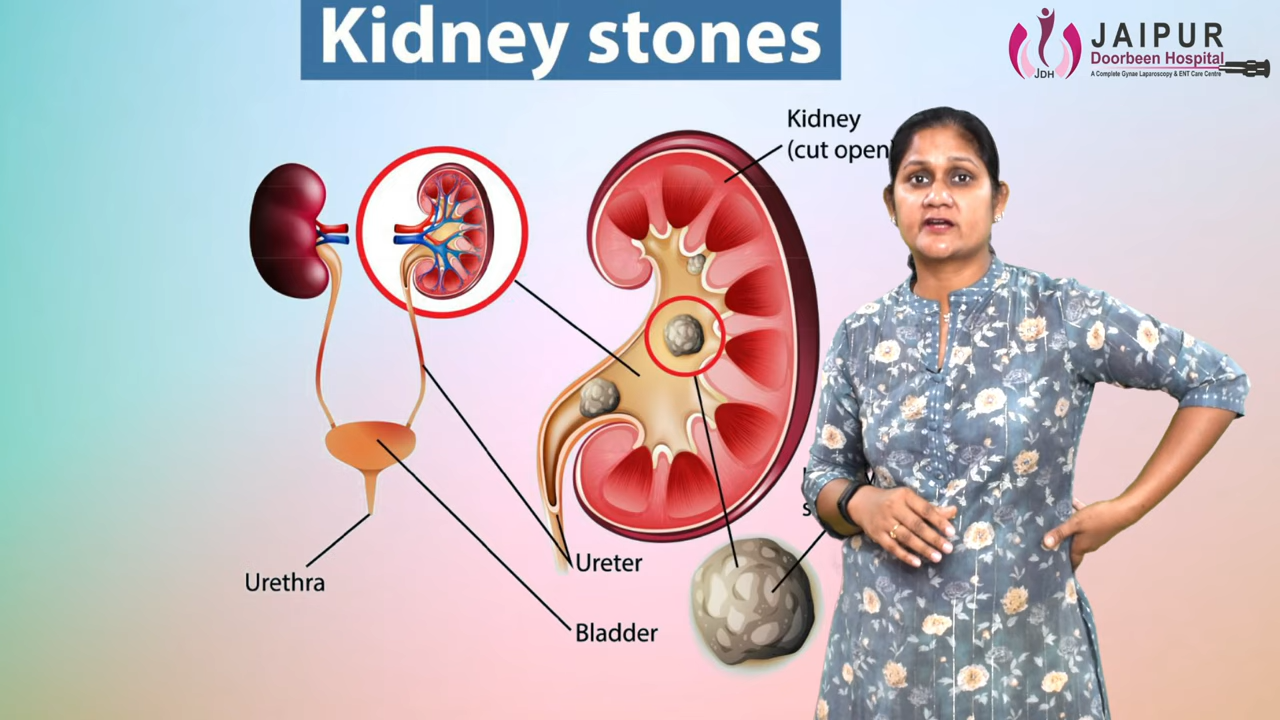 Kidney stones
JAIPUR
Doorbeen Hospital
A Complete Gynae Laparoscopy & ENT Care Centre
JDH
Kidney
(cut open
Ureter
Urethra
Bladder